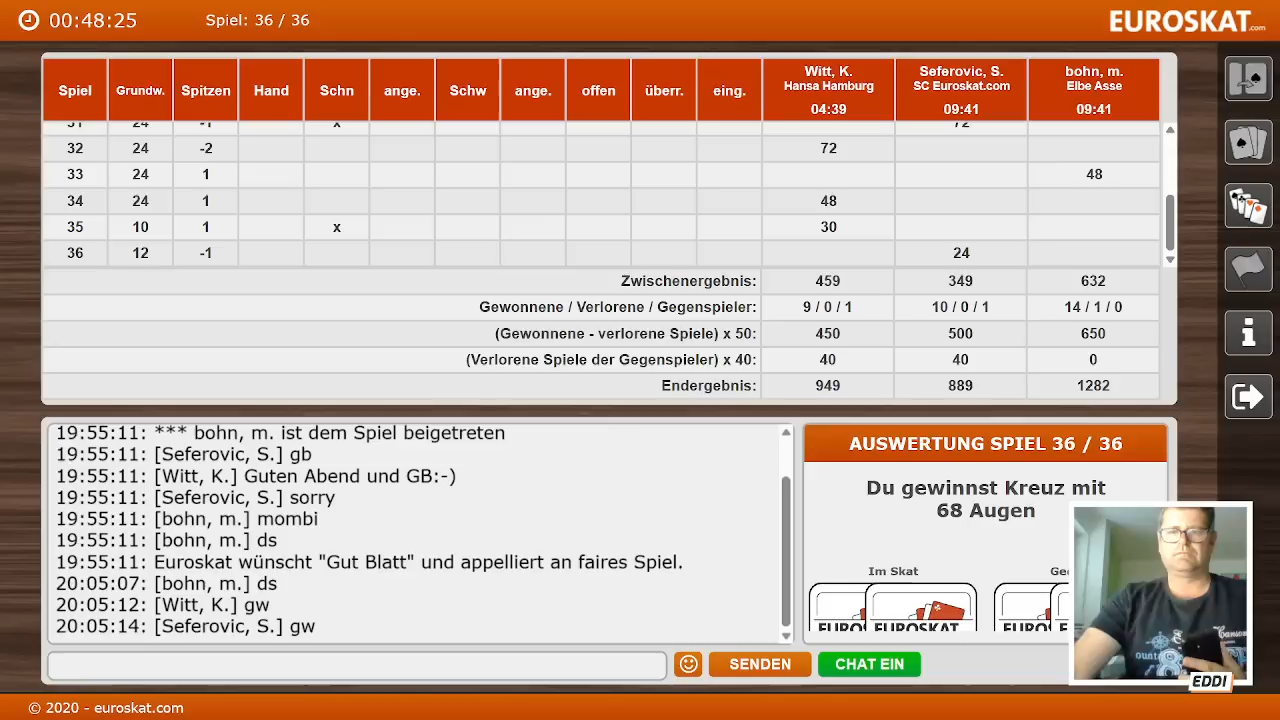 00:48:25 Spiel: 36 / 36 EUROSKAT.com
Spiel Grundw. Spitzen Hand Schn ange. Schw ange. offen überr. eing. Witt, K. Hansa Hamburg 04:39 Seferovic, S. SC Euroskat.com 09:41 bohn, m. Elbe Asse 09:41
31 24 -1 x 72
32 24 -2 72
33 24 1 48
34 24 1 48
35 10 1 x 30
36 12 -1 24
Zwischenergebnis: 459 349 632
Gewonnene / Verlorene / Gegenspieler: 9 / 0 / 1 10 / 0 / 1 14 / 1 / 0
(Gewonnene - verlorene Spiele) x 50: 450 500 650
(Verlorene Spiele der Gegenspieler) x 40: 40 40 0
Endergebnis: 949 889 1282
19:55:11: *** bohn, m. ist dem Spiel beigetreten
19:55:11: [Seferovic, S.] gb
19:55:11: [Witt, K.] Guten Abend und GB:-)
19:55:11: [Seferovic, S.] sorry
19:55:11: [bohn, m.] mombi
19:55:11: [bohn, m.] ds
19:55:11: Euroskat wünscht "Gut Blatt" und appelliert an faires Spiel.
20:05:07: [bohn, m.] ds
20:05:12: [Witt, K.] gw
20:05:14: [Seferovic, S.] gw
SENDEN CHAT EIN
AUSWERTUNG SPIEL 36 / 36
Du gewinnst Kreuz mit
68 Augen
Im Skat
EUROSKAT
EDDI
© 2020 - euroskat.com